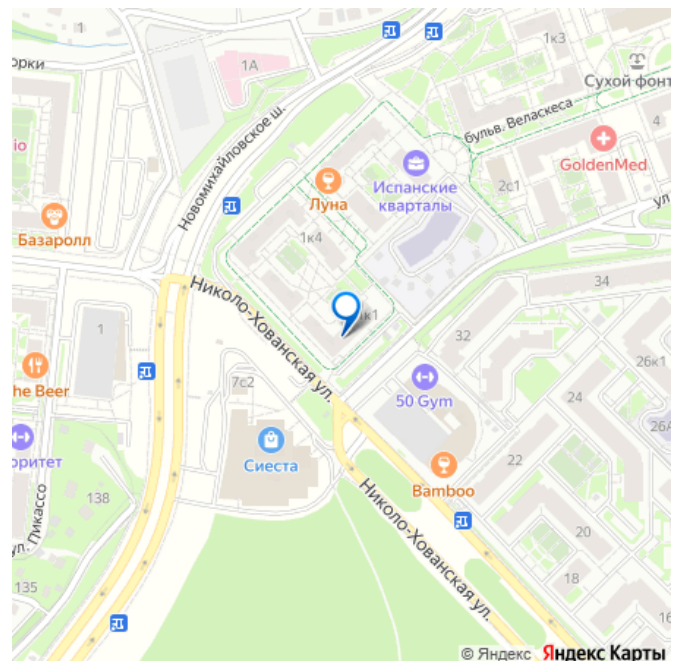 1
1к3
орки
1А
Сухой фонт
Новомихайловское ш.
бульв. Веласкеса
4
io
GoldenMed
Испанские
кварталы
2с1
Луна
ул
Базаролл
1к4
34
Николо-Хованская ул.
к1
1
32
26к1
7с2
he Beer
50 Gym
24
26А
Сиеста
оритет
22
Bamboo
138
ул. Пикассо
Николо-Хованская ул.
20
135
18
16
© Яндекс Яндекс Карты